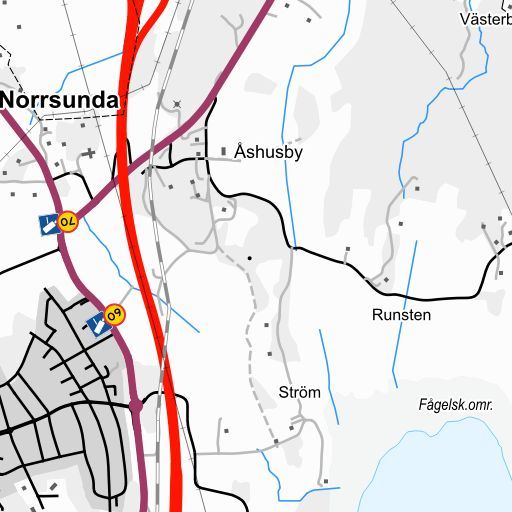 Västerb
Norrsunda
Åshusby
70
60
Runsten
Ström
Fågelsk.omr.